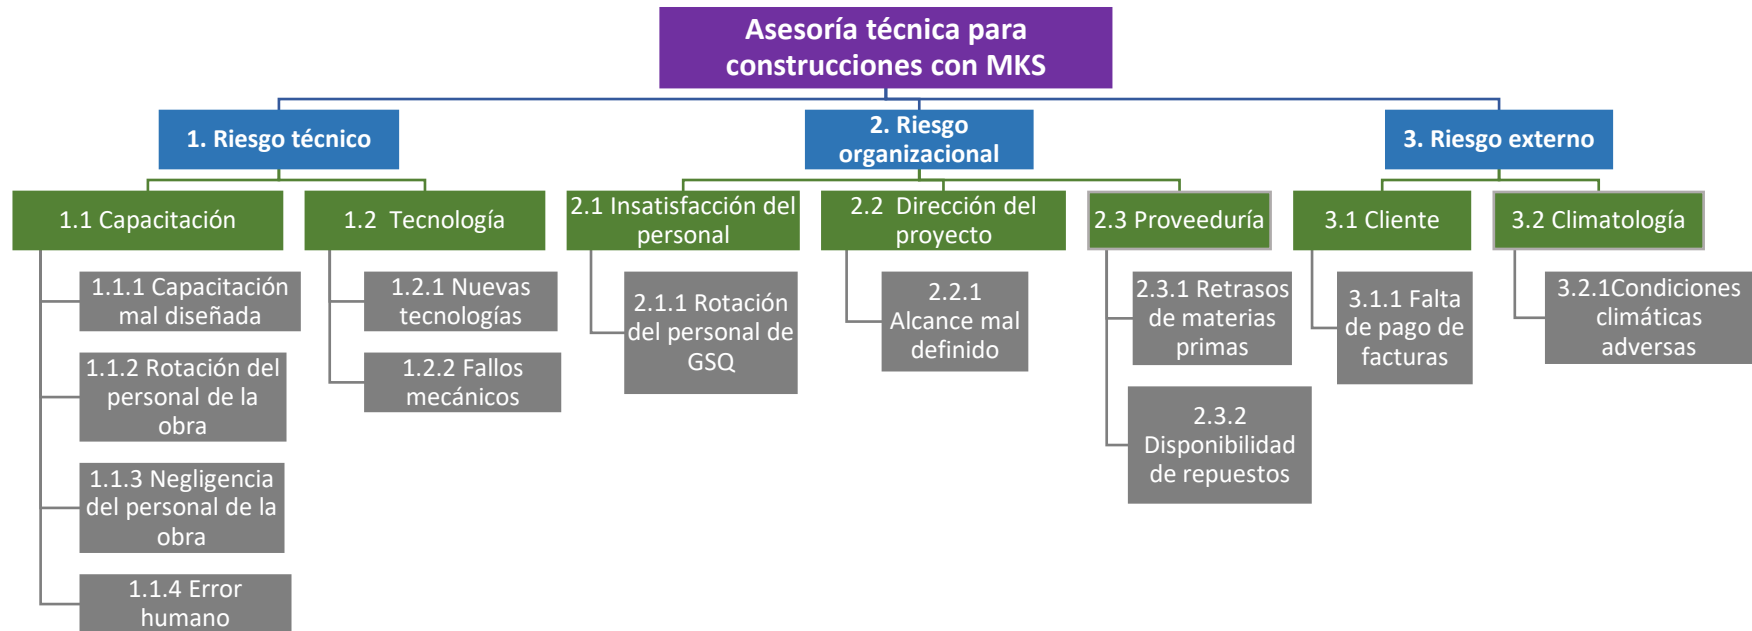 Asesoría técnica para
construcciones con MKS
1. Riesgo técnico
2. Riesgo
organizacional
3. Riesgo externo
1.1 Capacitación
1.2 Tecnología
2.1 Insatisfacción del
personal
2.2 Dirección del
proyecto
2.3 Proveeduría
3.1 Cliente
3.2 Climatología
1.1.1 Capacitación
mal diseñada
1.1.2 Rotación del
personal de la
obra
1.1.3 Negligencia
del personal de la
obra
1.1.4 Error
humano
1.2.1 Nuevas
tecnologías
1.2.2 Fallos
mecánicos
2.1.1 Rotación
del personal de
GSQ
2.2.1
Alcance mal
definido
2.3.1 Retrasos
de materias
primas
2.3.2
Disponibilidad
de repuestos
3.1.1 Falta
de pago de
facturas
3.2.1Condiciones
climáticas
adversas